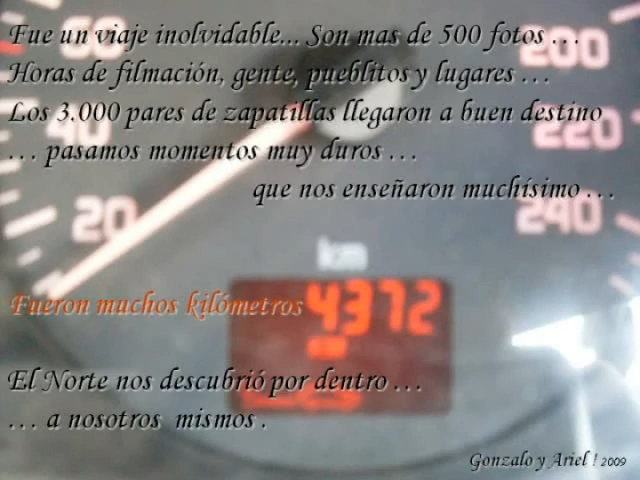 Fue un viaje inolvidable... Son mas de 500 fotos ...
Horas de filmación, gente, pueblitos y lugares ...
Los 3.000 pares de zapatillas llegaron a buen destino
... pasamos momentos muy duros ...
que nos enseñaron muchísimo ...
Fueron muchos kilómetros
El Norte nos descubrió por dentro ...
... a nosotros mismos .
Gonzalo y Ariel ! 2009
60
200
40
220
20
240
km
4372